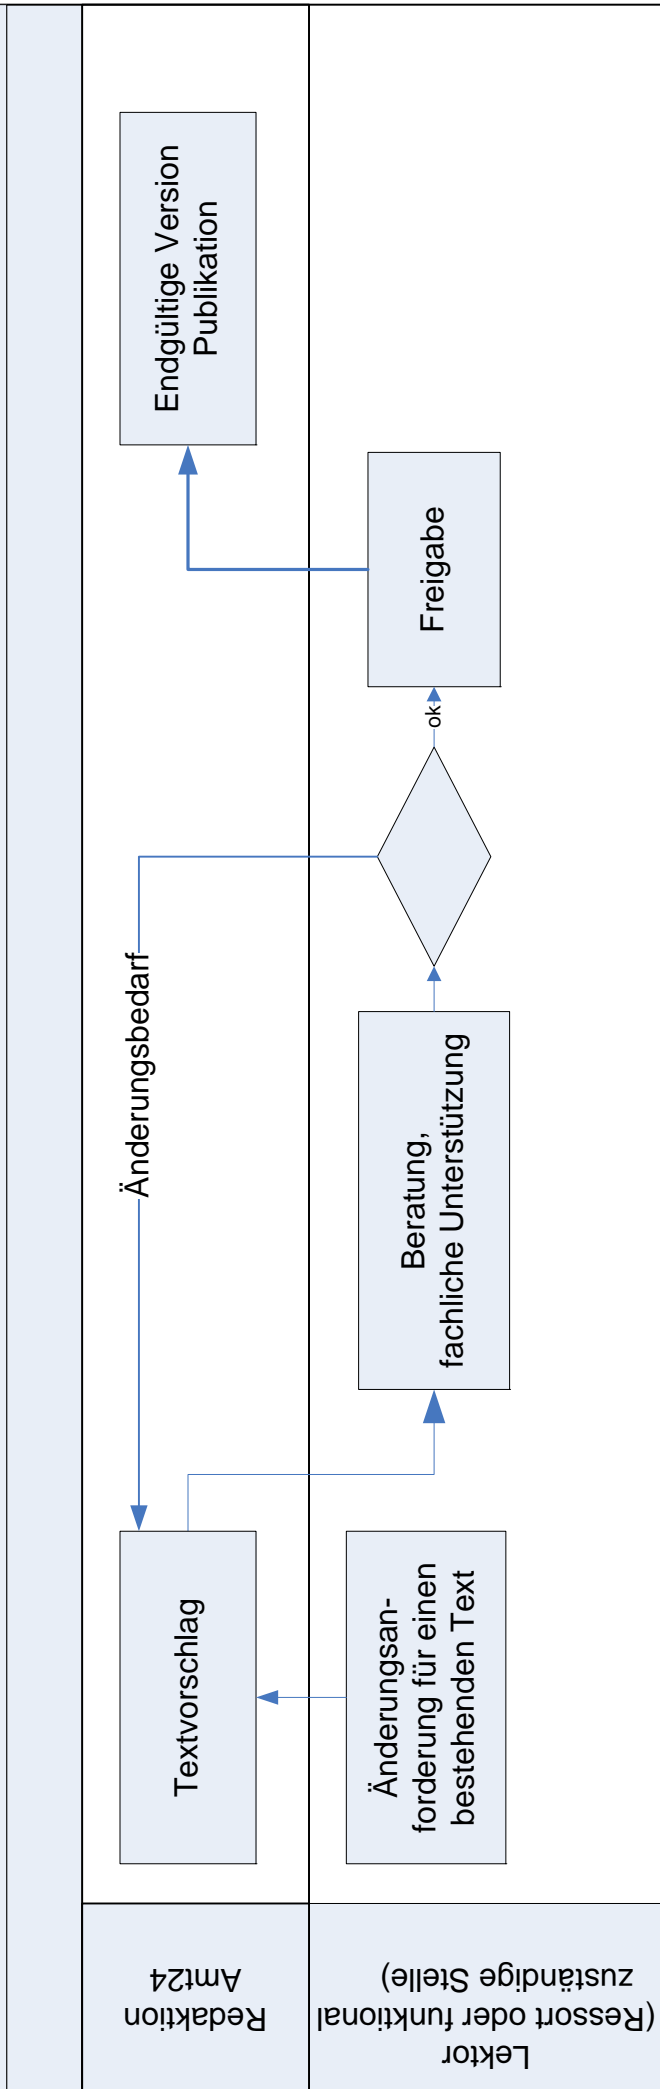 Redaktion
Amt24
Textvorschlag
Änderungsbedarf
Endgültige Version
Publikation
Lektor
(Ressort oder funktional
zuständige Stelle)
Änderungsan-
forderung für einen
bestehenden Text
Beratung,
fachliche Unterstützung
ok
Freigabe